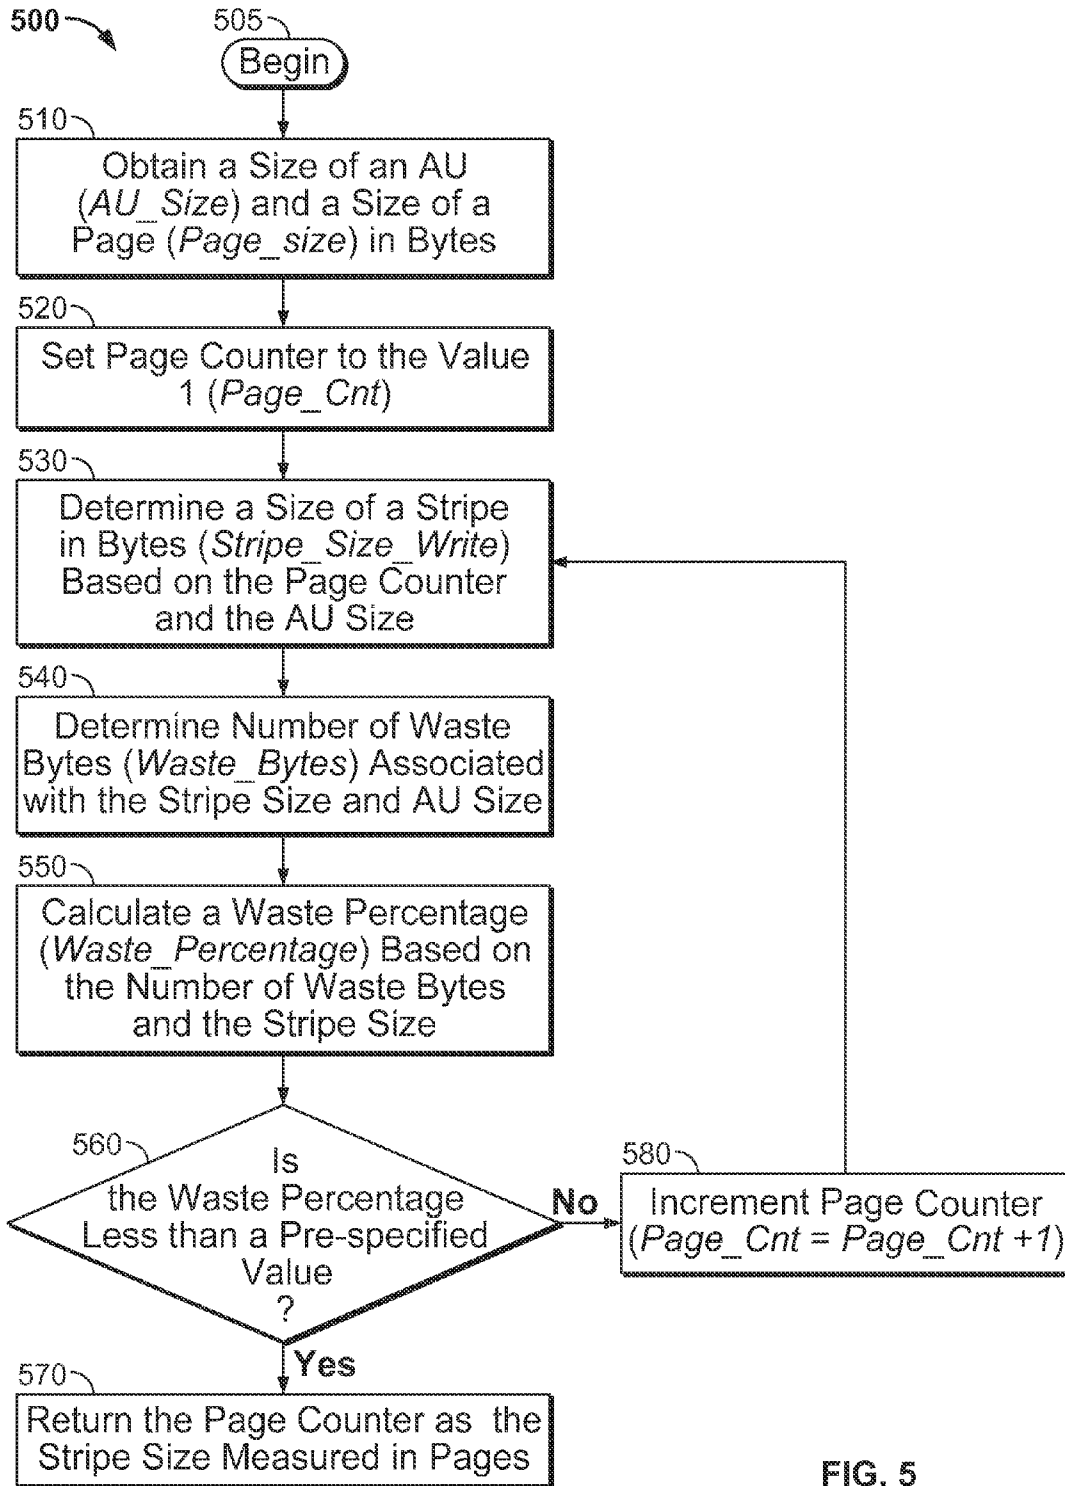 500
505
Begin
510
Obtain a Size of an AU
(AU_Size) and a Size of a
Page (Page_size) in Bytes
520
Set Page Counter to the Value
1 (Page_Cnt)
530
Determine a Size of a Stripe
in Bytes (Stripe_Size_Write)
Based on the Page Counter
and the AU Size
540
Determine Number of Waste
Bytes (Waste_Bytes) Associated
with the Stripe Size and AU Size
550
Calculate a Waste Percentage
(Waste_Percentage) Based on
the Number of Waste Bytes
and the Stripe Size
560
Is
the Waste Percentage
Less than a Pre-specified
Value
?
No
580
Increment Page Counter
(Page_Cnt = Page_Cnt +1)
Yes
570
Return the Page Counter as the
Stripe Size Measured in Pages
FIG. 5